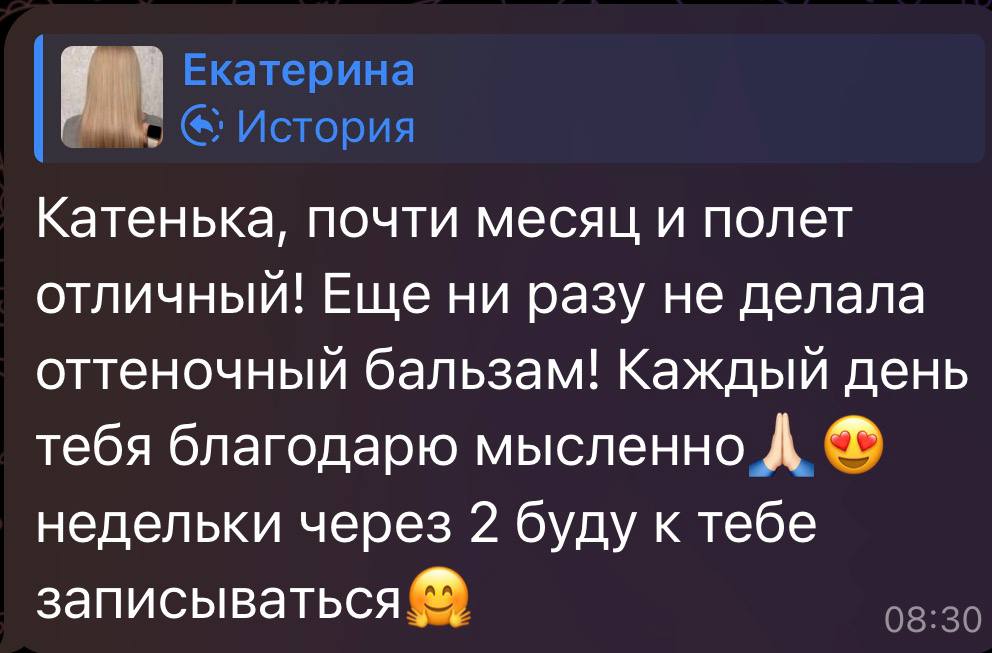 Екатерина
История
Катенька, почти месяц и полет
отличный! Еще ни разу не делала
оттеночный бальзам! Каждый день
тебя благодарю мысленно🙏🏻😍
недельки через 2 буду к тебе
записываться🤗
08:30